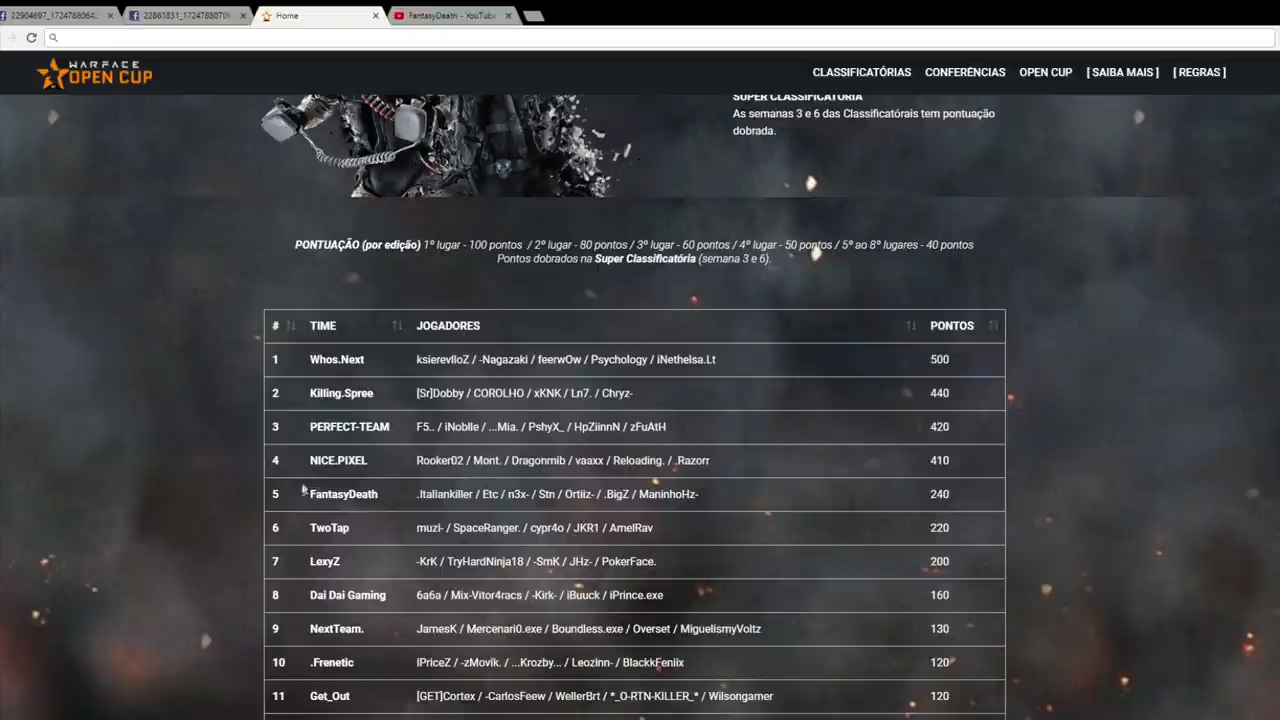 22904697_1724788064.
22861831_1724788070
Home
FantasyDeath - YouTube
WARFACE
OPEN CUP
CLASSIFICATÓRIAS CONFERÊNCIAS OPEN CUP [ SAIBA MAIS ] [ REGRAS ]
SUPER CLASSIFICATÓRIA
As semanas 3 e 6 das Classificatórais tem pontuação
dobrada.
PONTUAÇÃO (por edição) 1º lugar - 100 pontos / 2º lugar - 80 pontos / 3º lugar - 60 pontos / 4º lugar - 50 pontos / 5º ao 8º lugares - 40 pontos
Pontos dobrados na Super Classificatória (semana 3 e 6).
# TIME JOGADORES PONTOS
1 Whos.Next ksierevlloZ / -Nagazaki / feerwOw / Psychology / iNethelsa.Lt 500
2 Killing.Spree [Sr]Dobby / COROLHO / xKNK / Ln7. / Chryz- 440
3 PERFECT-TEAM F5.. / iNoblle / ...Mia. / PshyX_ / HpZiinnN / zFuAtH 420
4 NICE.PIXEL Rooker02 / Mont. / Dragonmib / vaaxx / Reloading. / .Razorr 410
5 FantasyDeath .Italiankiller / Etc / n3x- / Stn / Ortiiz- / .BigZ / ManinhoHz- 240
6 TwoTap muzi- / SpaceRanger. / cypr4o / JKR1 / AmelRav 220
7 LexyZ -KrK / TryHardNinja18 / -SmK / JHz- / PokerFace. 200
8 Dai Dai Gaming 6a6a / Mix-Vitor4racs / -Kirk- / iBuuck / iPrince.exe 160
9 NextTeam. JamesK / Mercenari0.exe / Boundless.exe / Overset / MiguelismyVoltz 130
10 .Frenetic IPriceZ / -zMovik. / ...Krozby... / Leozinn- / BlackkFeniix 120
11 Get_Out [GET]Cortex / -CarlosFeew / WellerBrt / *_O-RTN-KILLER_* / Wilsongamer 120